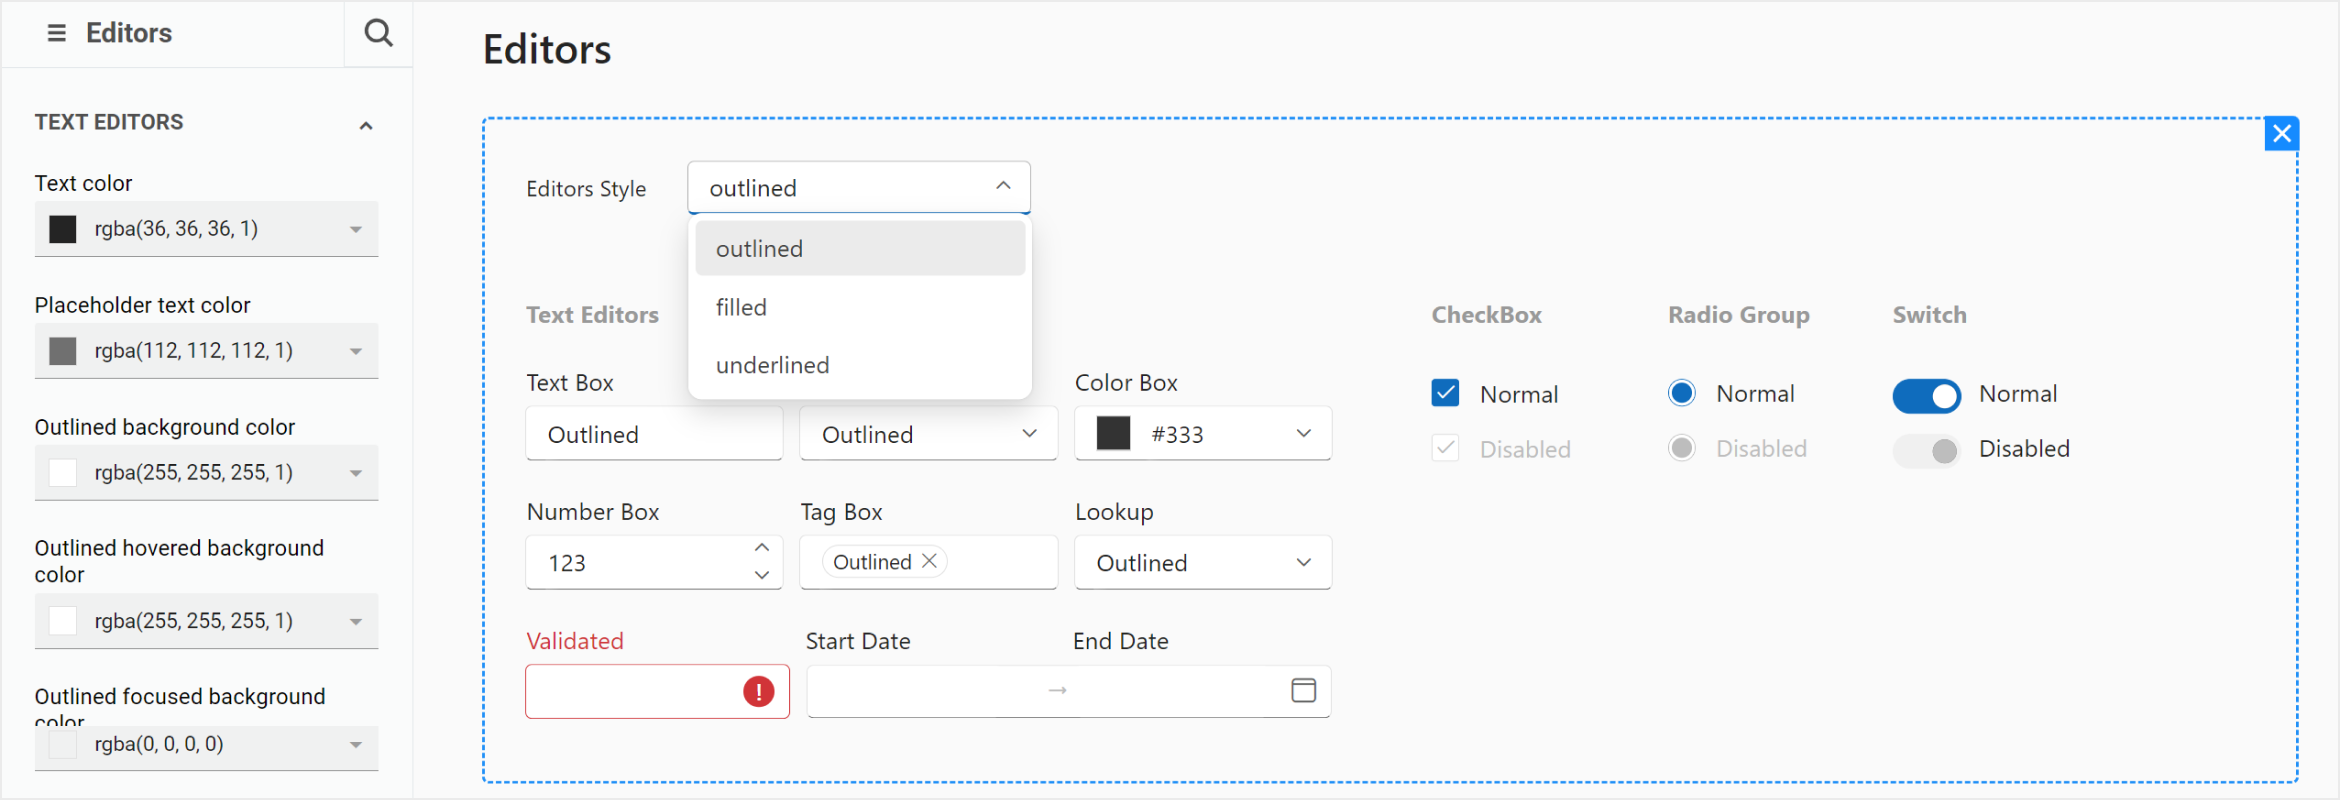 Editors
TEXT EDITORS
Text color
rgba(36, 36, 36, 1)
Placeholder text color
rgba(112, 112, 112, 1)
Outlined background color
rgba(255, 255, 255, 1)
Outlined hovered background
color
rgba(255, 255, 255, 1)
Outlined focused background
color
rgba(0, 0, 0, 0)
Editors
Editors Style
outlined
outlined
filled
underlined
Text Editors
Text Box
Outlined
Outlined
Color Box
#333
Number Box
123
Tag Box
Outlined
Lookup
Outlined
Validated
Start Date
End Date
CheckBox
Normal
Disabled
Radio Group
Normal
Disabled
Switch
Normal
Disabled